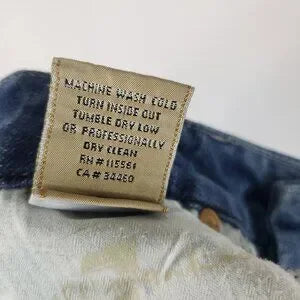 MACHINE WASH COLD
TURN INSIDE OUT
TUMBLE DRY LOW
OR PROFESSIONALLY
DRY CLEAN
RN # 115561
CA # 34460